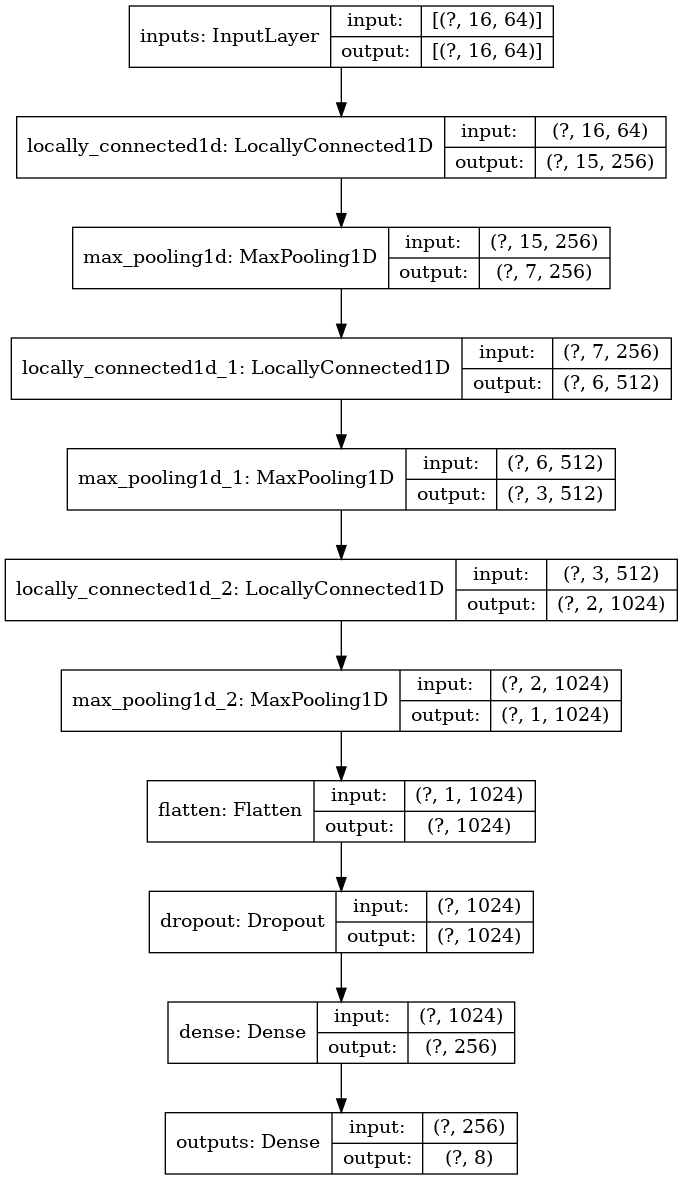 inputs: InputLayer
input:
[(?, 16, 64)]
output:
[(?, 16, 64)]
locally_connected1d: LocallyConnected1D
input:
(?, 16, 64)
output:
(?, 15, 256)
max_pooling1d: MaxPooling1D
input:
(?, 15, 256)
output:
(?, 7, 256)
locally_connected1d_1: LocallyConnected1D
input:
(?, 7, 256)
output:
(?, 6, 512)
max_pooling1d_1: MaxPooling1D
input:
(?, 6, 512)
output:
(?, 3, 512)
locally_connected1d_2: LocallyConnected1D
input:
(?, 3, 512)
output:
(?, 2, 1024)
max_pooling1d_2: MaxPooling1D
input:
(?, 2, 1024)
output:
(?, 1, 1024)
flatten: Flatten
input:
(?, 1, 1024)
output:
(?, 1024)
dropout: Dropout
input:
(?, 1024)
output:
(?, 1024)
dense: Dense
input:
(?, 1024)
output:
(?, 256)
outputs: Dense
input:
(?, 256)
output:
(?, 8)